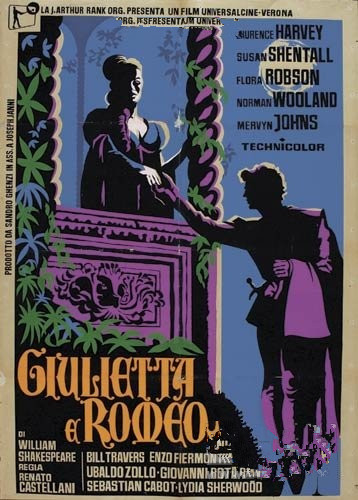 LA J. ARTHUR RANK ORG. PRESENTA UN FILM UNIVERSALCINE-VERONA
LAURENCE HARVEY
SUSAN SHENTALL
FLORA ROBSON
NORMAN WOOLAND
MERVYN JOHNS
TECHNICOLOR
PRODOTTO DA SANDRO GHENZI IN ASS. A JOSEPH JANNI
GIULIETTA
E ROMEO
DI
WILLIAM
SHAKESPEARE
REGIA
RENATO
CASTELLANI
BILL TRAVERS ENZO FIERMONTE
UBALDO ZOLLO · GIOVANNI ROTA
SEBASTIAN CABOT · LYDIA SHERWOOD